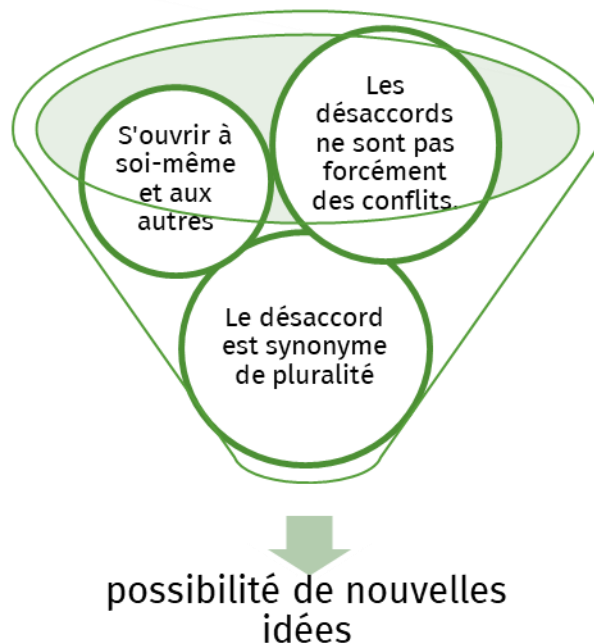 S'ouvrir à
soi-même
et aux
autres
Les
désaccords
ne sont pas
forcément
des conflits.
Le désaccord
est synonyme
de pluralité
possibilité de nouvelles
idées